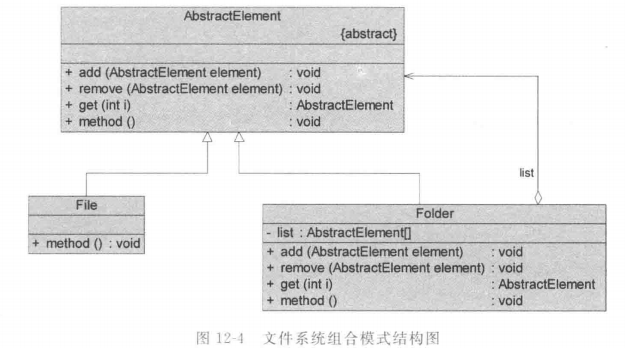 AbstractElement
{abstract}
+ add (AbstractElement element) : void
+ remove (AbstractElement element) : void
+ get (int i) : AbstractElement
+ method () : void
list
File
+ method () : void
Folder
- list : AbstractElement[]
+ add (AbstractElement element) : void
+ remove (AbstractElement element) : void
+ get (int i) : AbstractElement
+ method () : void
图 12-4 文件系统组合模式结构图